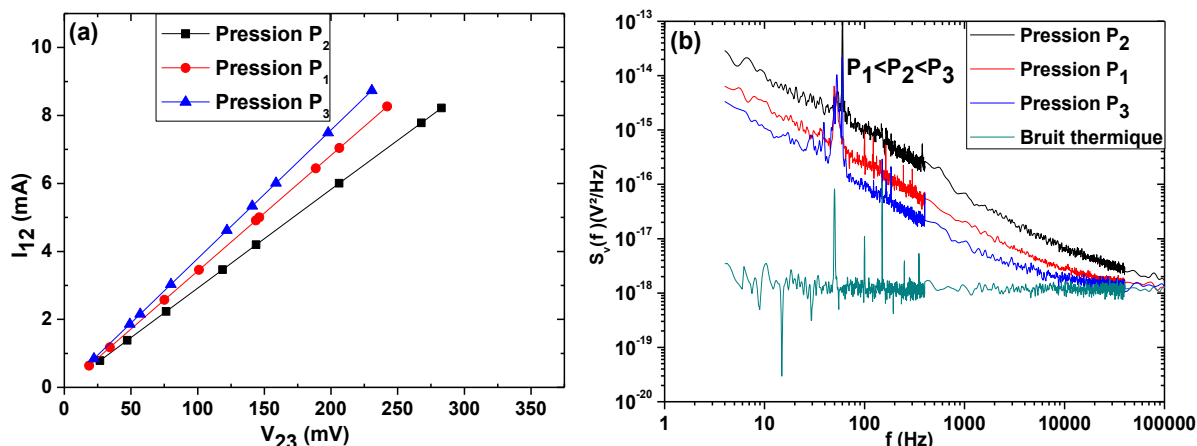 (a)
Pression P2
Pression P1
Pression P3
I12 (mA)
10
8
6
4
2
0
0 50 100 150 200 250 300 350
V23 (mV)
(b)
P1<P2<P3
Pression P2
Pression P1
Pression P3
Bruit thermique
Sv(f)(V²/Hz)
10-13
10-14
10-15
10-16
10-17
10-18
10-19
10-20
1 10 100 1000 10000 100000
f (Hz)